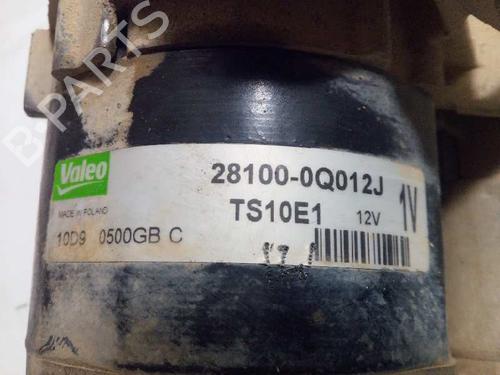 B-PARTS
Valeo
28100-0Q012J
MADE IN POLAND
TS10E1 12V 1V
10D9 0500GB C